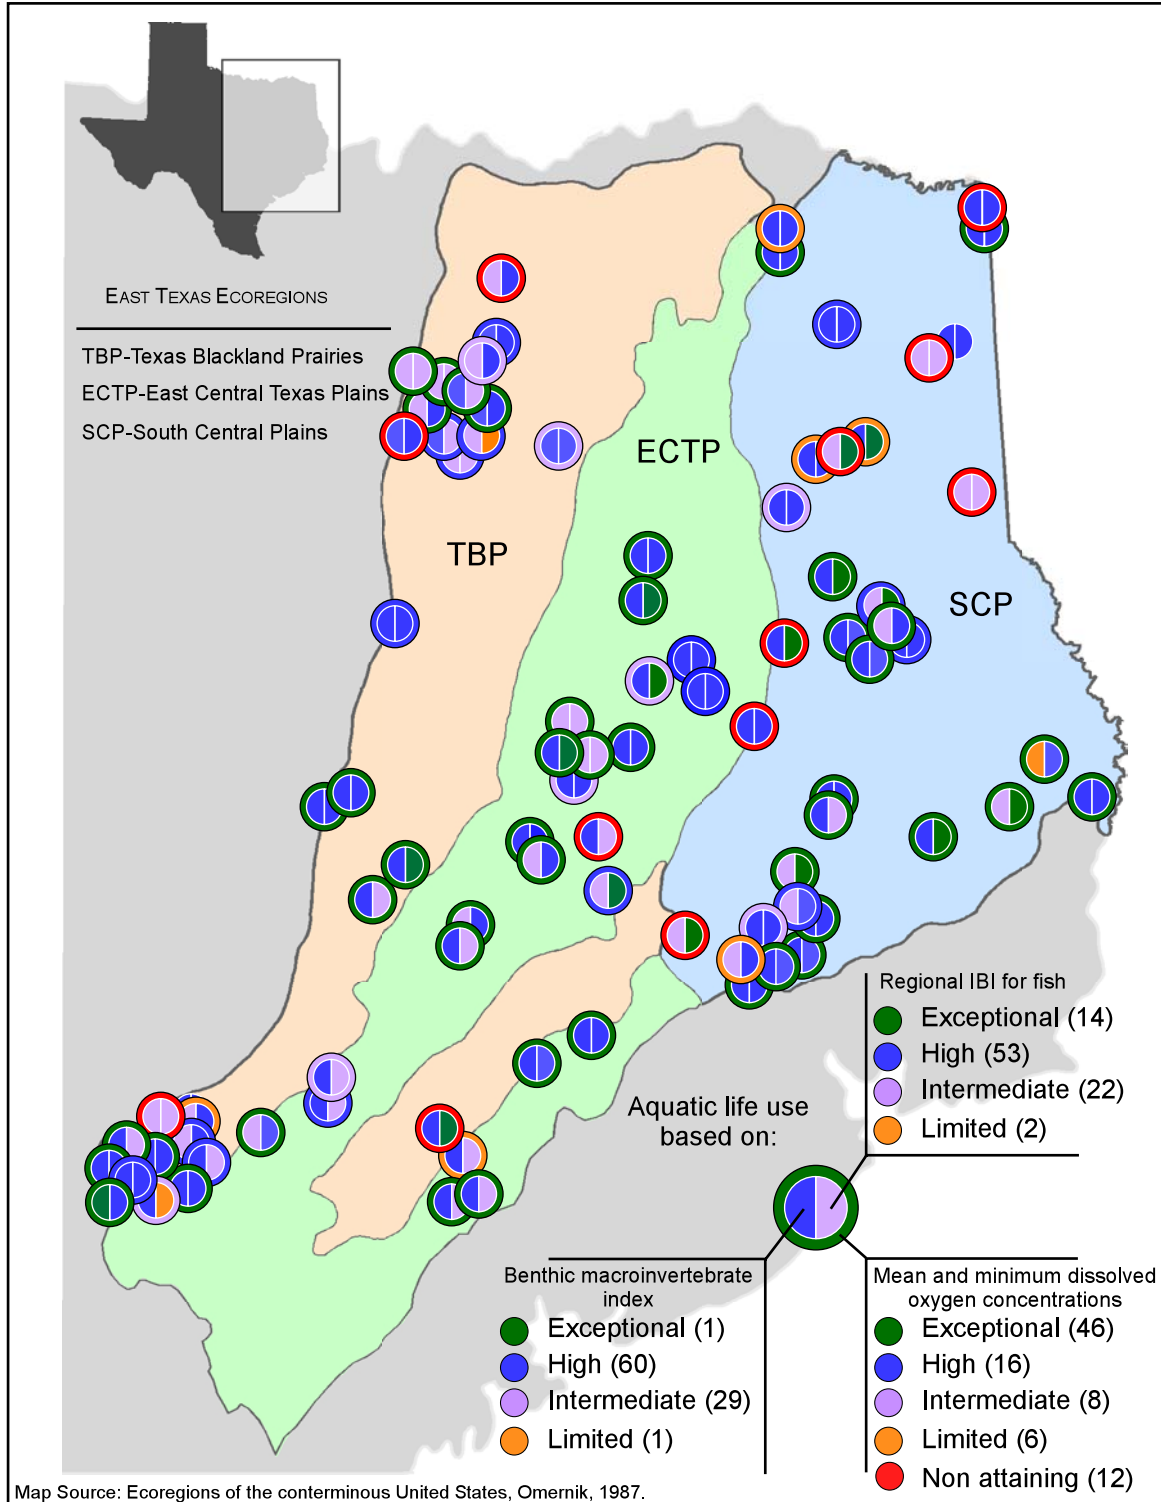 EAST TEXAS ECOREGIONS
TBP-Texas Blackland Prairies
ECTP-East Central Texas Plains
SCP-South Central Plains
ECTP
TBP
SCP
Regional IBI for fish
Exceptional (14)
High (53)
Intermediate (22)
Limited (2)
Aquatic life use
based on:
Benthic macroinvertebrate
index
Exceptional (1)
High (60)
Intermediate (29)
Limited (1)
Mean and minimum dissolved
oxygen concentrations
Exceptional (46)
High (16)
Intermediate (8)
Limited (6)
Non attaining (12)
Map Source: Ecoregions of the conterminous United States, Omernik, 1987.